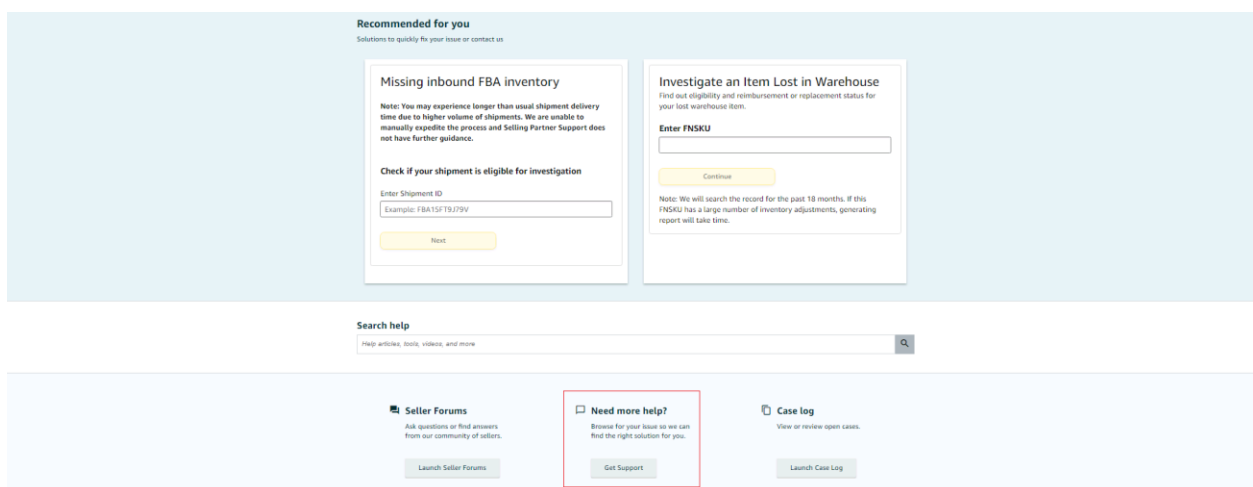 Recommended for you
Solutions to quickly fix your issue or contact us
Missing inbound FBA inventory
Note: You may experience longer than usual shipment delivery
time due to higher volume of shipments. We are unable to
manually expedite the process and Selling Partner Support does
not have further guidance.
Check if your shipment is eligible for investigation
Enter Shipment ID
Example: FBA15FT9J79V
Next
Investigate an Item Lost in Warehouse
Find out eligibility and reimbursement or replacement status for
your lost warehouse item.
Enter FNSKU
Continue
Note: We will search the record for the past 18 months. If this
FNSKU has a large number of inventory adjustments, generating
report will take time.
Search help
Help articles, tools, videos, and more
Seller Forums
Ask questions or find answers
from our community of sellers.
Launch Seller Forums
Need more help?
Browse for your issue so we can
find the right solution for you.
Get Support
Case log
View or review open cases.
Launch Case Log